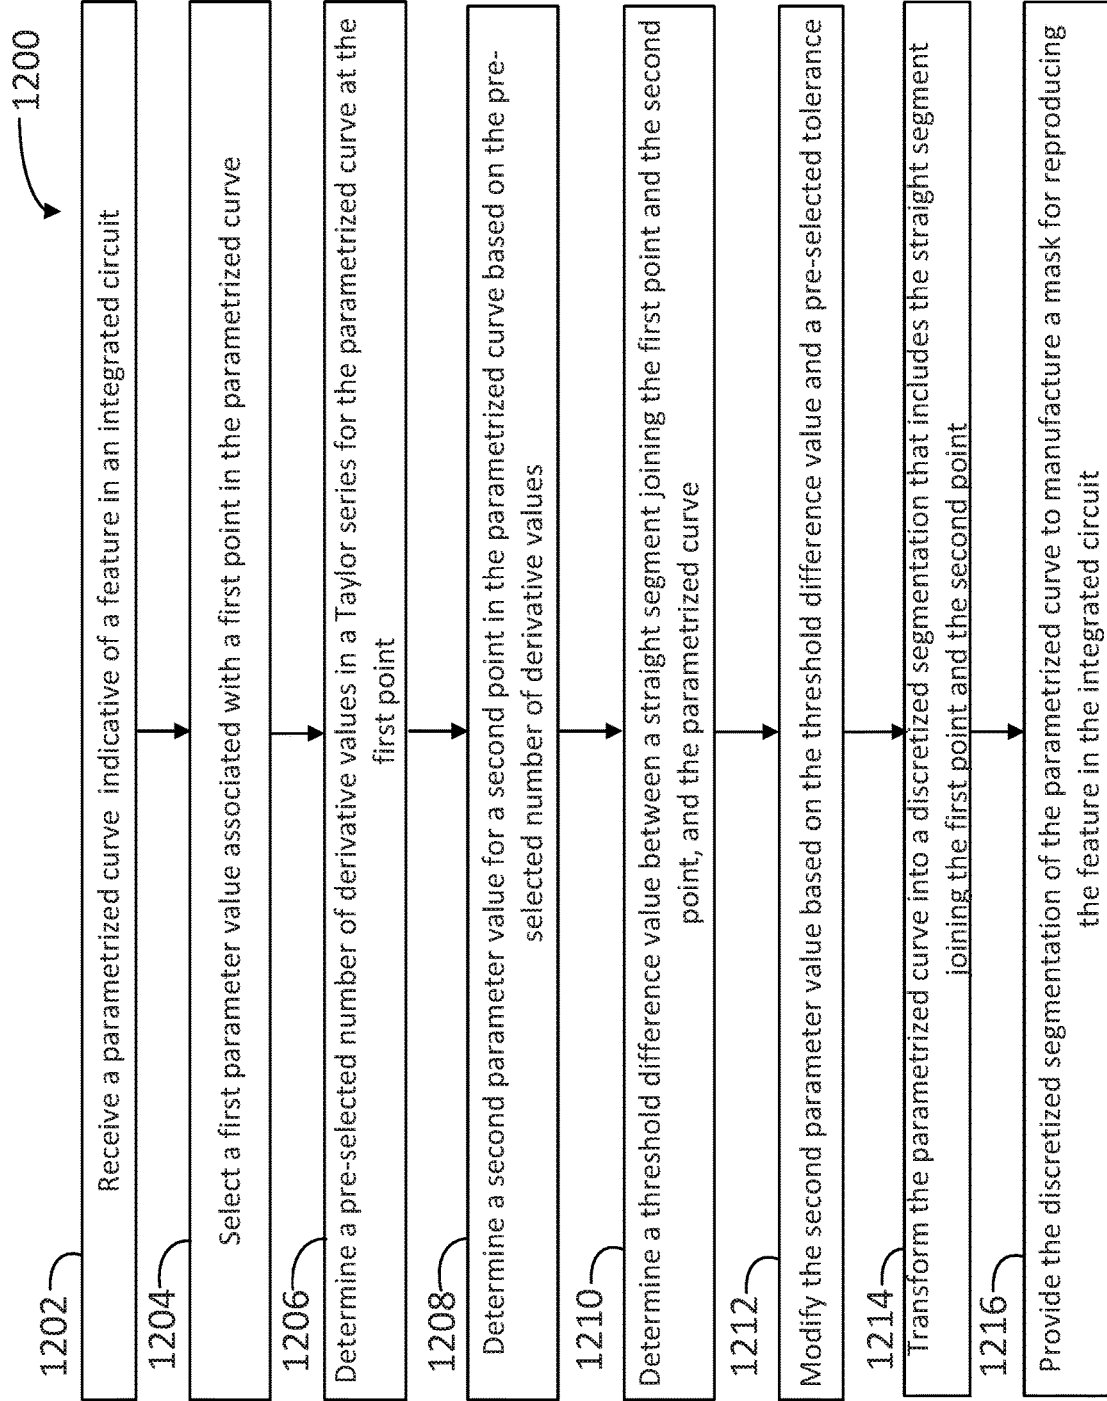 1200
1202
Receive a parametrized curve indicative of a feature in an integrated circuit
1204
Select a first parameter value associated with a first point in the parametrized curve
1206
Determine a pre-selected number of derivative values in a Taylor series for the parametrized curve at the
first point
1208
Determine a second parameter value for a second point in the parametrized curve based on the pre-
selected number of derivative values
1210
Determine a threshold difference value between a straight segment joining the first point and the second
point, and the parametrized curve
1212
Modify the second parameter value based on the threshold difference value and a pre-selected tolerance
1214
Transform the parametrized curve into a discretized segmentation that includes the straight segment
joining the first point and the second point
1216
Provide the discretized segmentation of the parametrized curve to manufacture a mask for reproducing
the feature in the integrated circuit